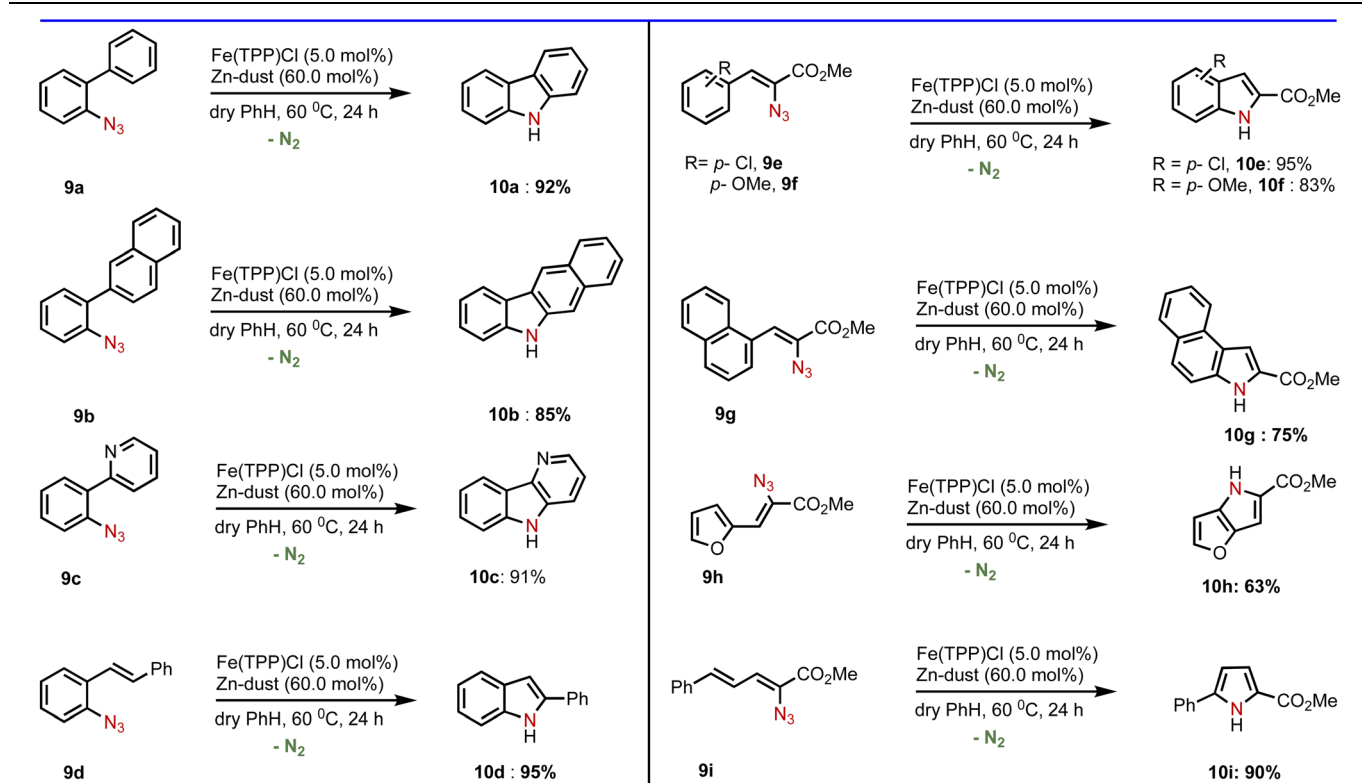 Fe(TPP)Cl (5.0 mol%)
Zn-dust (60.0 mol%)
dry PhH, 60 ⁰C, 24 h
- N₂
N₃
N
H
9a
10a : 92%
Fe(TPP)Cl (5.0 mol%)
Zn-dust (60.0 mol%)
dry PhH, 60 ⁰C, 24 h
- N₂
N₃
N
H
9b
10b : 85%
N
N
Fe(TPP)Cl (5.0 mol%)
Zn-dust (60.0 mol%)
dry PhH, 60 ⁰C, 24 h
- N₂
N₃
N
H
9c
10c: 91%
Ph
Fe(TPP)Cl (5.0 mol%)
Zn-dust (60.0 mol%)
dry PhH, 60 ⁰C, 24 h
- N₂
Ph
N₃
N
H
9d
10d : 95%
R
CO₂Me
N₃
Fe(TPP)Cl (5.0 mol%)
Zn-dust (60.0 mol%)
dry PhH, 60 ⁰C, 24 h
- N₂
R
CO₂Me
N
H
R= p- Cl, 9e
p- OMe, 9f
R = p- Cl, 10e: 95%
R = p- OMe, 10f : 83%
CO₂Me
N₃
Fe(TPP)Cl (5.0 mol%)
Zn-dust (60.0 mol%)
dry PhH, 60 ⁰C, 24 h
- N₂
CO₂Me
N
H
9g
10g : 75%
N₃
CO₂Me
O
Fe(TPP)Cl (5.0 mol%)
Zn-dust (60.0 mol%)
dry PhH, 60 ⁰C, 24 h
- N₂
H
N
CO₂Me
O
9h
10h: 63%
Ph
CO₂Me
N₃
Fe(TPP)Cl (5.0 mol%)
Zn-dust (60.0 mol%)
dry PhH, 60 ⁰C, 24 h
- N₂
Ph
N
H
CO₂Me
9i
10i: 90%